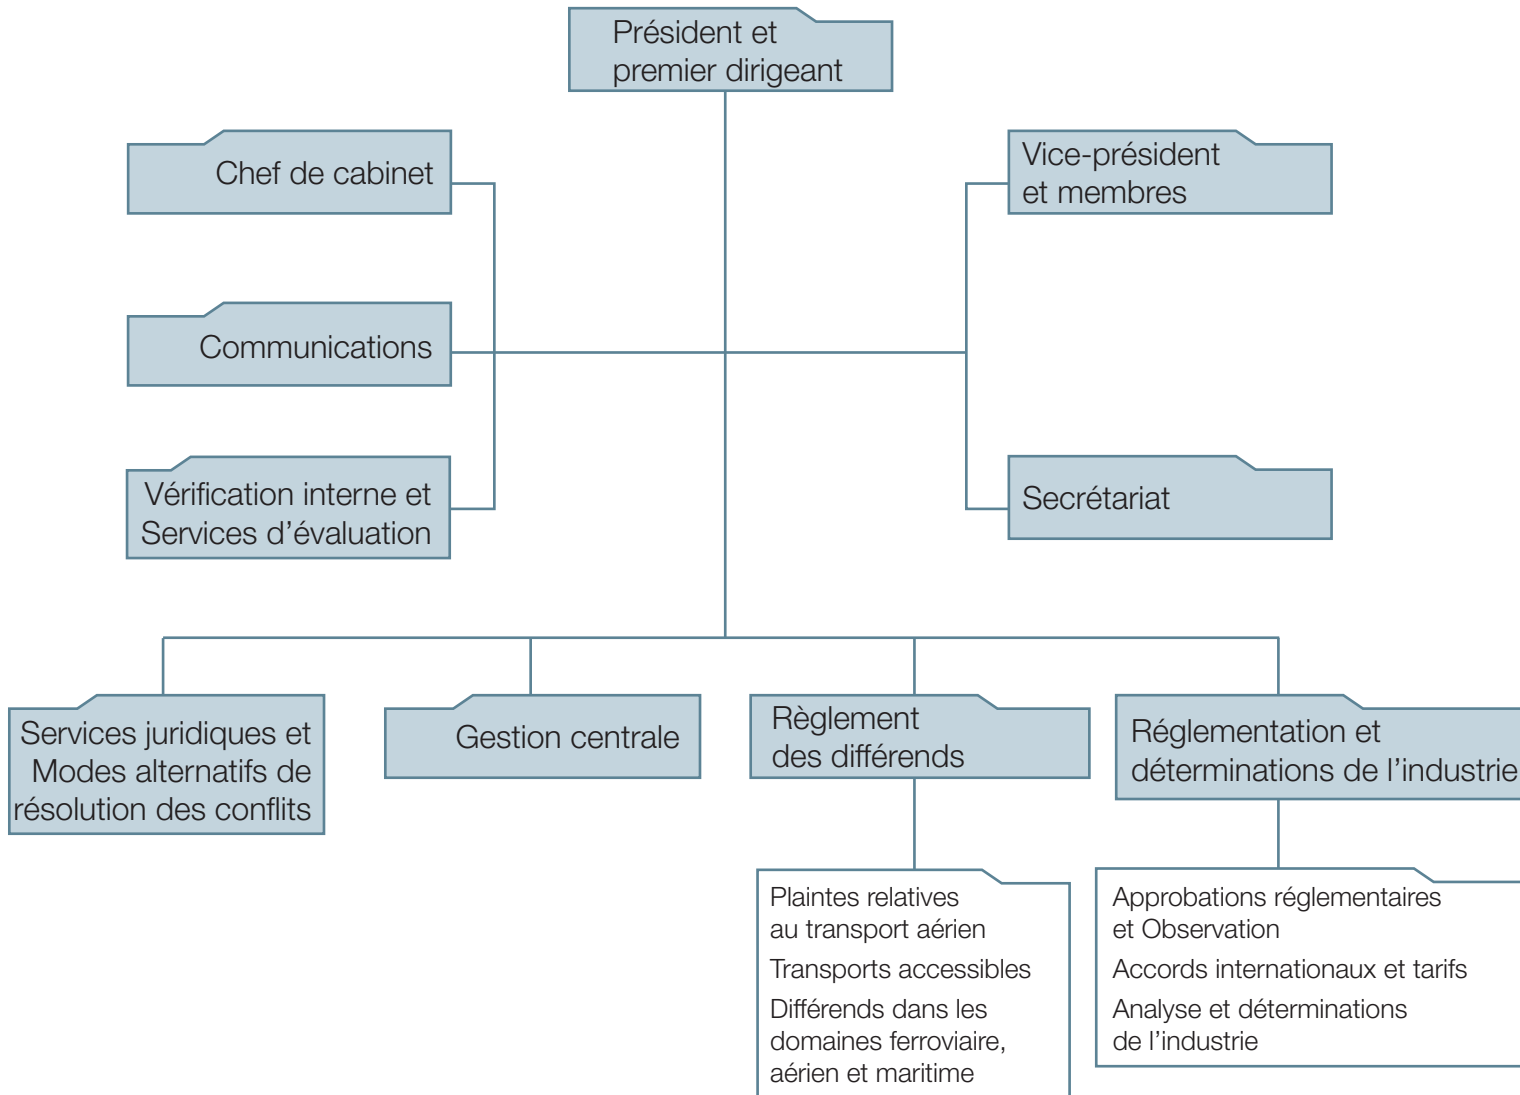 Président et
premier dirigeant
Chef de cabinet
Vice-président
et membres
Communications
Vérification interne et
Services d’évaluation
Secrétariat
Services juridiques et
Modes alternatifs de
résolution des conflits
Gestion centrale
Règlement
des différends
Réglementation et
déterminations de l’industrie
Plaintes relatives
au transport aérien
Transports accessibles
Différends dans les
domaines ferroviaire,
aérien et maritime
Approbations réglementaires
et Observation
Accords internationaux et tarifs
Analyse et déterminations
de l’industrie